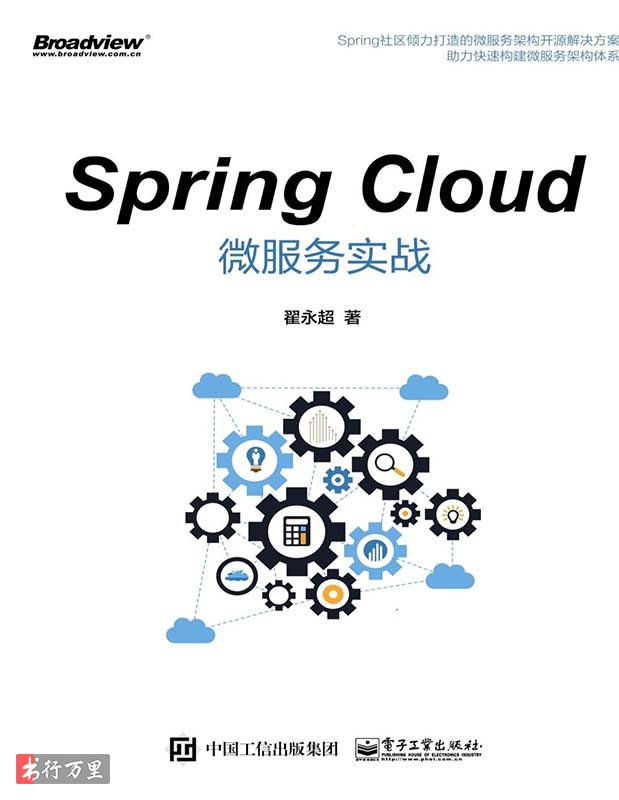 Broadview®
www.broadview.com.cn
Spring社区倾力打造的微服务架构开源解决方案
助力快速构建微服务架构体系
Spring Cloud
微服务实战
翟永超 著
中国工信出版集团
電子工業出版社
PUBLISHING HOUSE OF ELECTRONICS INDUSTRY
http://www.phei.com.cn
书行万里